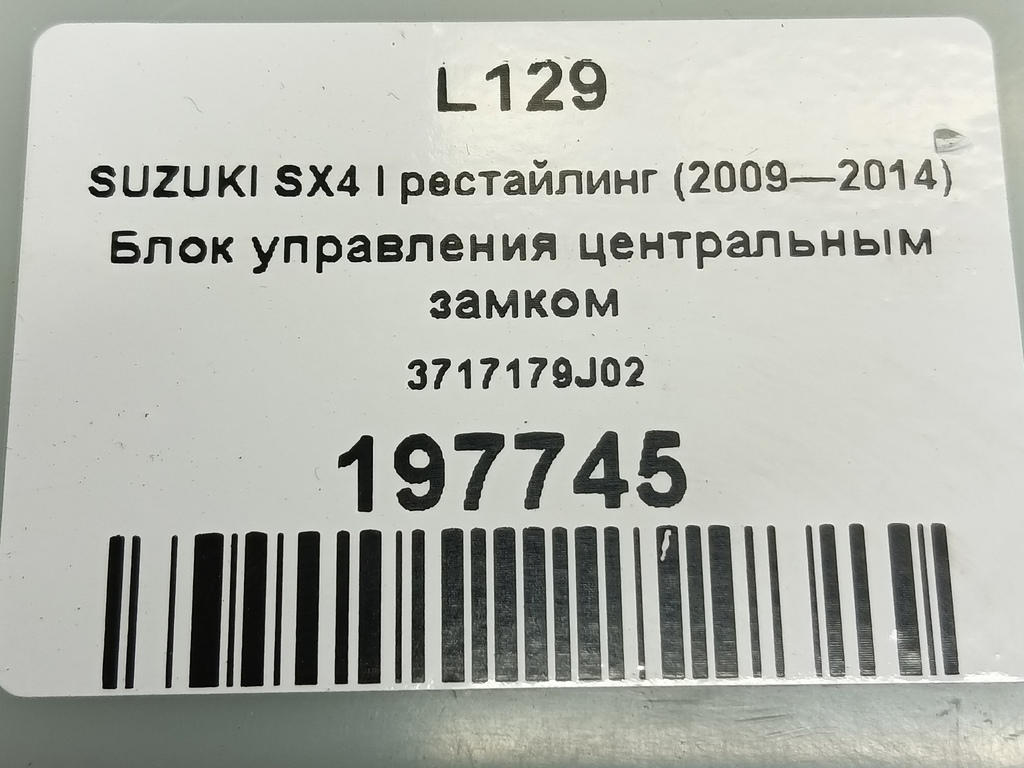 L129
SUZUKI SX4 I рестайлинг (2009—2014)
Блок управления центральным
замком
3717179J02
197745